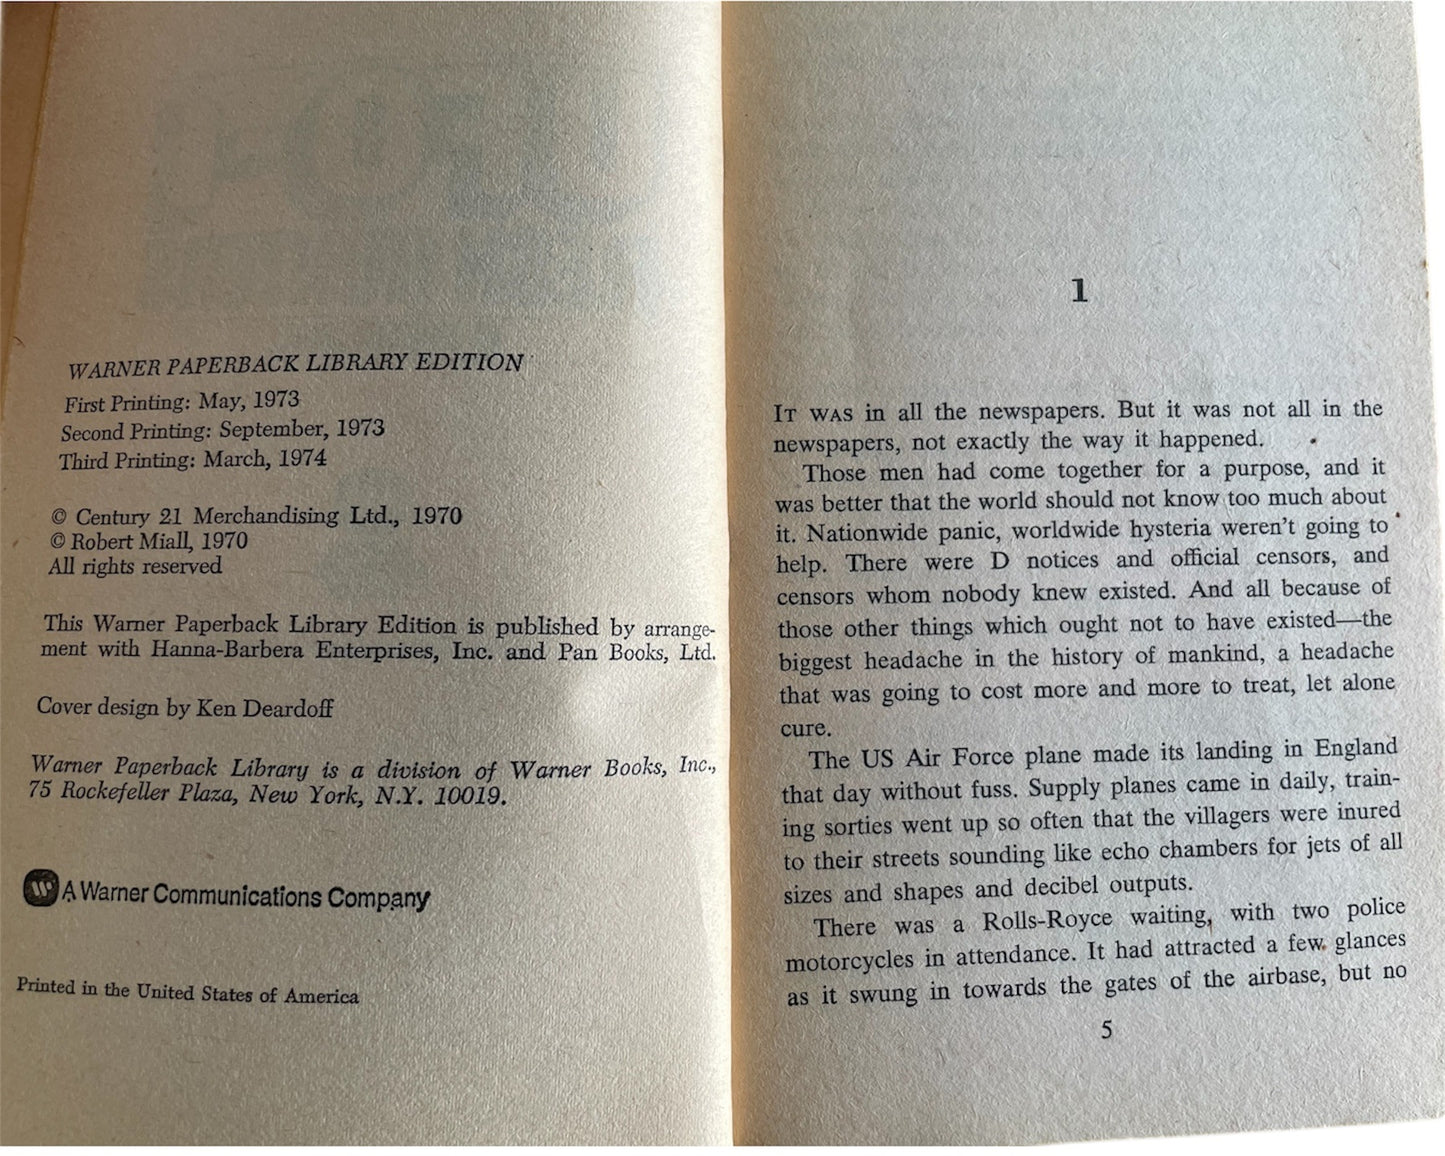 WARNER PAPERBACK LIBRARY EDITION
First Printing: May, 1973
Second Printing: September, 1973
Third Printing: March, 1974
© Century 21 Merchandising Ltd., 1970
© Robert Miall, 1970
All rights reserved
This Warner Paperback Library Edition is published by arrange-
ment with Hanna-Barbera Enterprises, Inc. and Pan Books, Ltd.
Cover design by Ken Deardoff
Warner Paperback Library is a division of Warner Books, Inc.,
75 Rockefeller Plaza, New York, N.Y. 10019.
A Warner Communications Company
Printed in the United States of America
1
IT WAS in all the newspapers. But it was not all in the
newspapers, not exactly the way it happened.
Those men had come together for a purpose, and it
was better that the world should not know too much about
it. Nationwide panic, worldwide hysteria weren't going to
help. There were D notices and official censors, and
censors whom nobody knew existed. And all because of
those other things which ought not to have existed—the
biggest headache in the history of mankind, a headache
that was going to cost more and more to treat, let alone
cure.
The US Air Force plane made its landing in England
that day without fuss. Supply planes came in daily, train-
ing sorties went up so often that the villagers were inured
to their streets sounding like echo chambers for jets of all
sizes and shapes and decibel outputs.
There was a Rolls-Royce waiting, with two police
motorcycles in attendance. It had attracted a few glances
as it swung in towards the gates of the airbase, but no
5